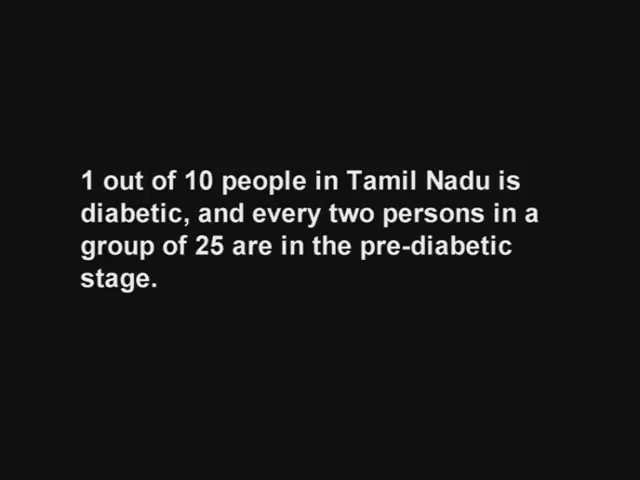 1 out of 10 people in Tamil Nadu is
diabetic, and every two persons in a
group of 25 are in the pre-diabetic
stage.